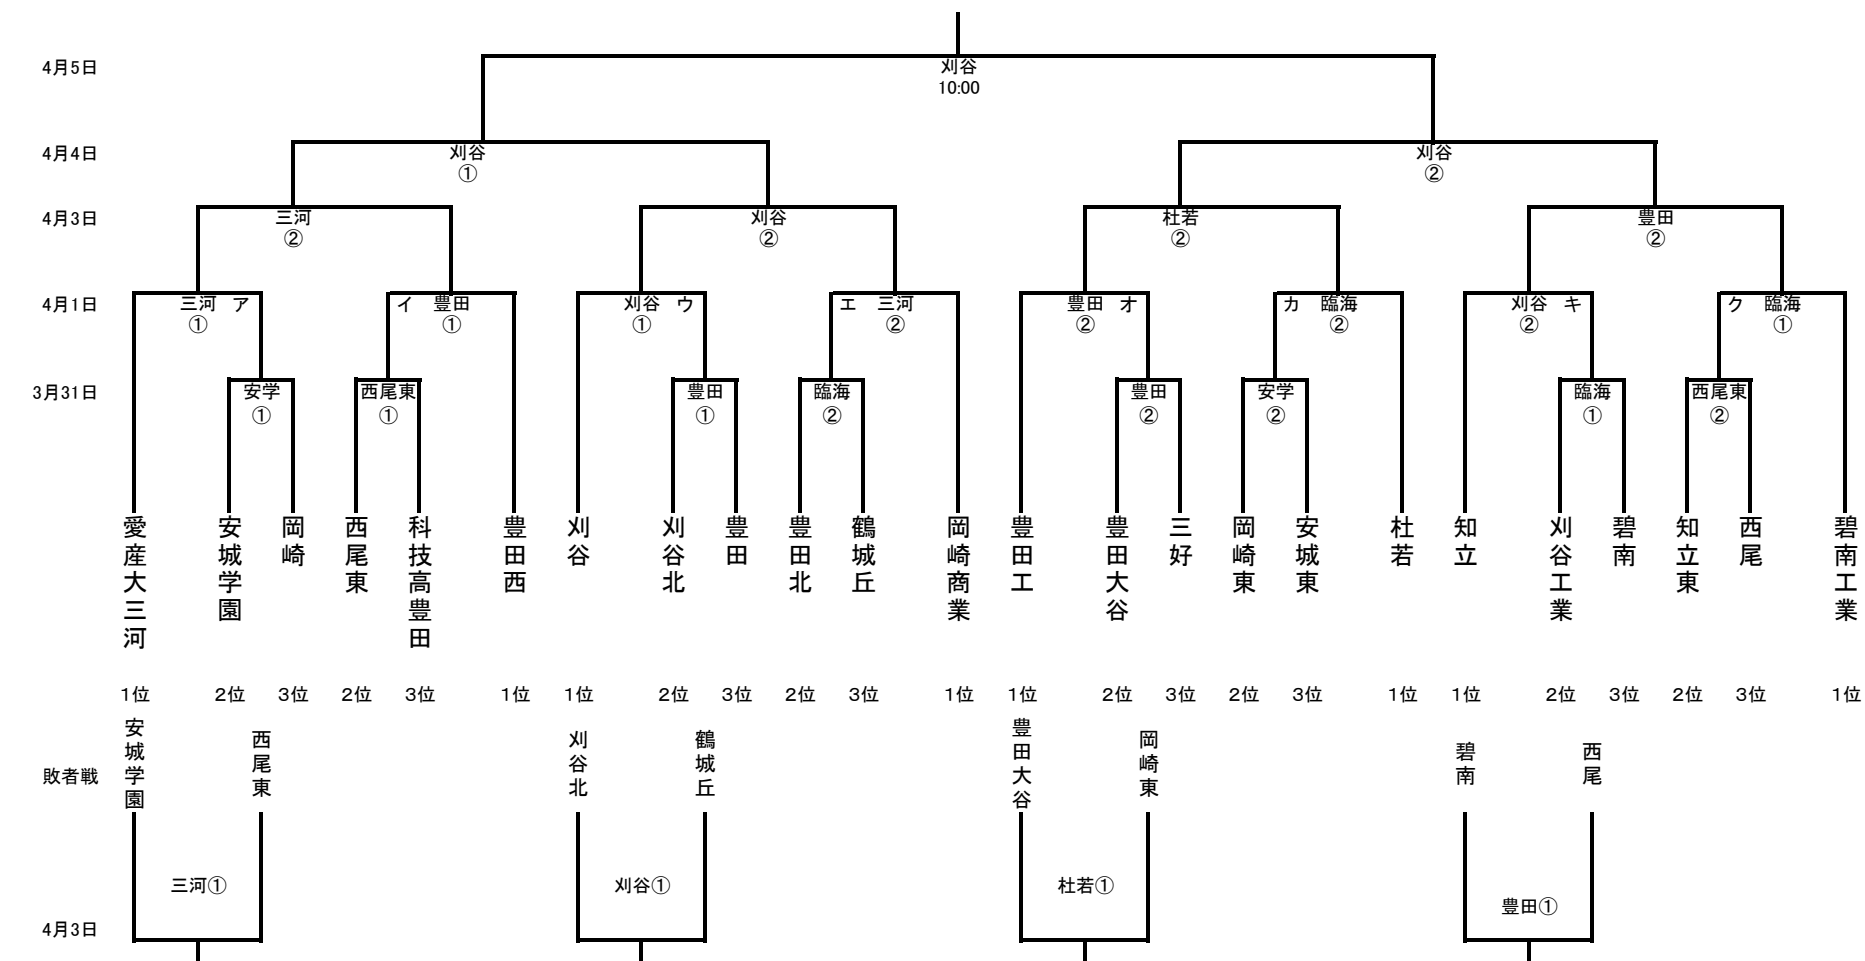 4月5日
刈谷
10:00
4月4日
刈谷 刈谷
① ②
4月3日
三河 刈谷 杜若 豊田
② ② ② ②
4月1日
三河 ア イ 豊田 刈谷 ウ エ 三河 豊田 オ カ 臨海 刈谷 キ ク 臨海
① ① ① ② ② ② ② ①
3月31日
安学 西尾東 豊田 臨海 豊田 安学 臨海 西尾東
① ① ① ② ② ② ① ②
愛産大三河
安城学園
岡崎
西尾東
科技高豊田
豊田西
刈谷
刈谷北
豊田
豊田北
鶴城丘
岡崎商業
豊田工
豊田大谷
三好
岡崎東
安城東
杜若
知立
刈谷工業
碧南
知立東
西尾
碧南工業
1位 2位 3位 2位 3位 1位 1位 2位 3位 2位 3位 1位 1位 2位 3位 2位 3位 1位 1位 2位 3位 2位 3位 1位
敗者戦
安城学園
西尾東
刈谷北
鶴城丘
豊田大谷
岡崎東
碧南
西尾
三河① 刈谷① 杜若①
豊田①
4月3日